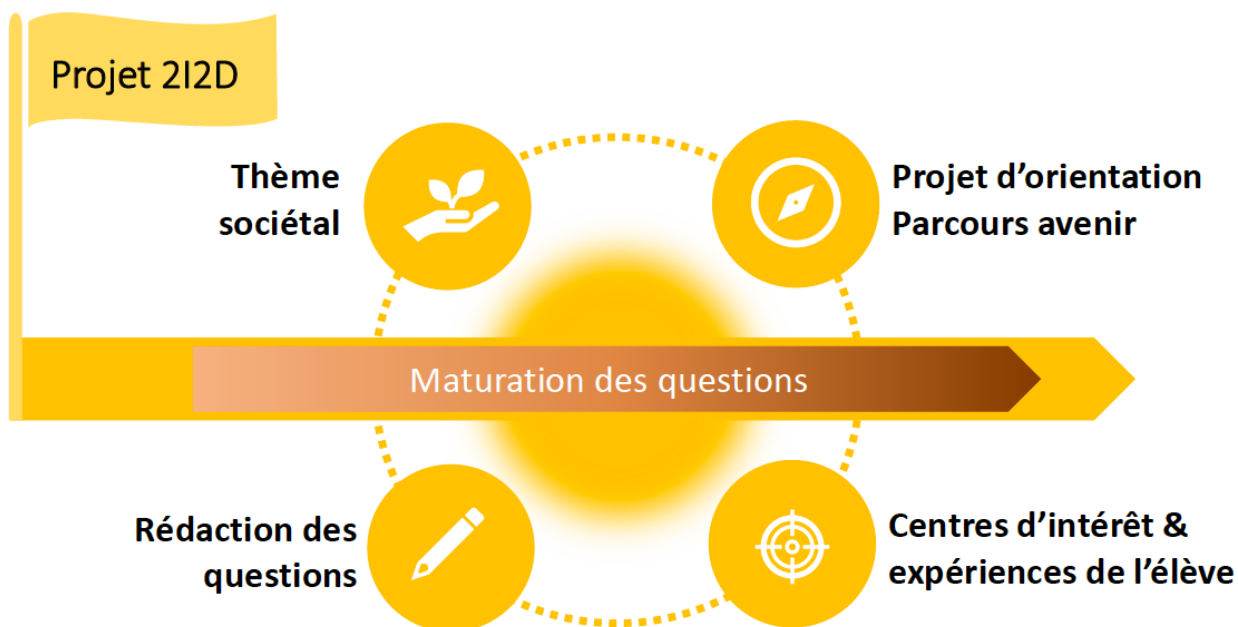 Projet 2I2D
Thème
sociétal
Projet d’orientation
Parcours avenir
Maturation des questions
Rédaction des
questions
Centres d’intérêt &
expériences de l’élève